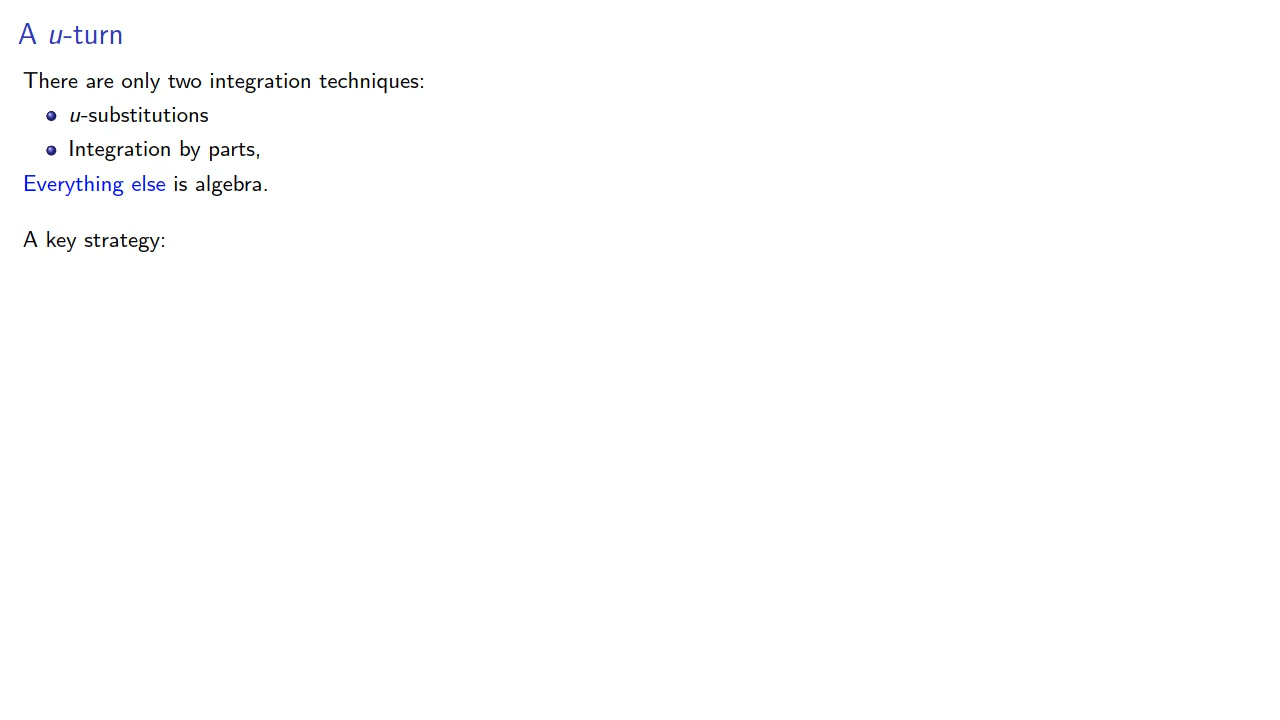 A u-turn
There are only two integration techniques:
u-substitutions
Integration by parts,
Everything else is algebra.
A key strategy: